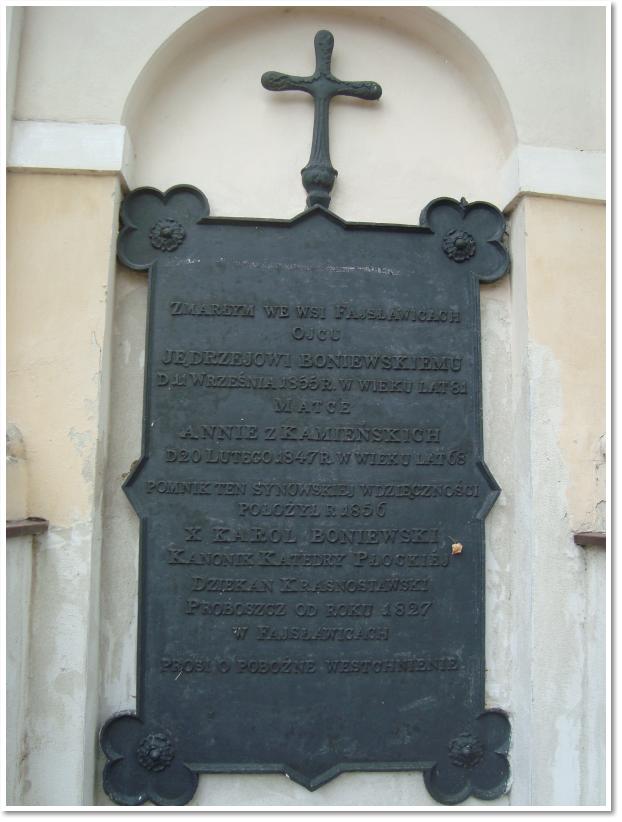 ZMARŁYM WE WSI FAJSŁAWICACH
OJCU
JĘDRZEJOWI BONIEWSKIEMU
D. 11 WRZEŚNIA 1855 R. W WIEKU LAT 81
MATCE
ANNIE Z KAMIEŃSKICH
D 20 LUTEGO 1847 R. W WIEKU LAT 68
POMNIK TEN SYNOWSKIEJ WDZIĘCZNOŚCI
POŁOŻYŁ R 1856
X KAROL BONIEWSKI
KANONIK KATEDRY PŁOCKIEJ
DZIEKAN KRASNOSTAWSKI
PROBOSZCZ OD ROKU 1827
W FAJSŁAWICACH
PROSI O POBOŻNE WESTCHNIENIE